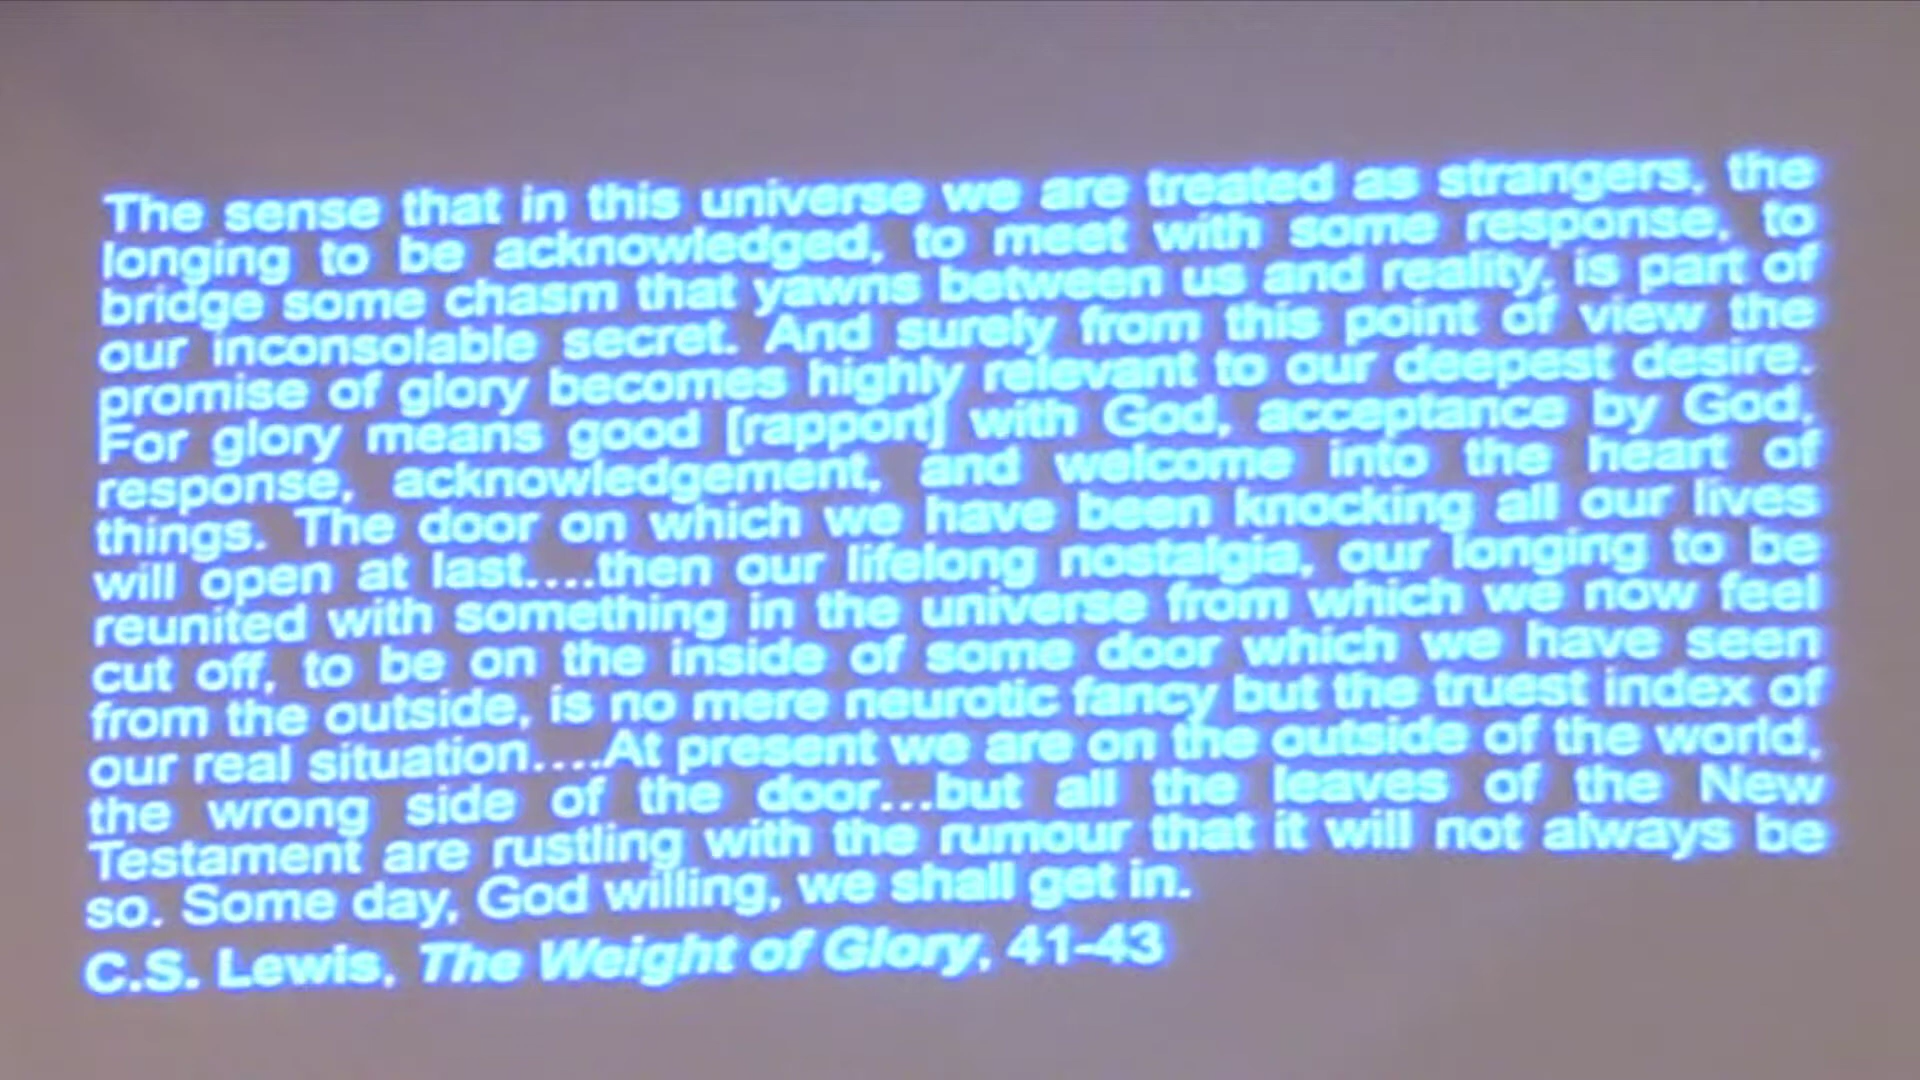 The sense that in this universe we are treated as strangers, the
longing to be acknowledged, to meet with some response, to
bridge some chasm that yawns between us and reality, is part of
our inconsolable secret. And surely from this point of view the
promise of glory becomes highly relevant to our deepest desire.
For glory means good [rapport] with God, acceptance by God,
response, acknowledgement, and welcome into the heart of
things. The door on which we have been knocking all our lives
will open at last....then our lifelong nostalgia, our longing to be
reunited with something in the universe from which we now feel
cut off, to be on the inside of some door which we have seen
from the outside, is no mere neurotic fancy but the truest index of
our real situation....At present we are on the outside of the world,
the wrong side of the door...but all the leaves of the New
Testament are rustling with the rumour that it will not always be
so. Some day, God willing, we shall get in.
C.S. Lewis, The Weight of Glory, 41-43